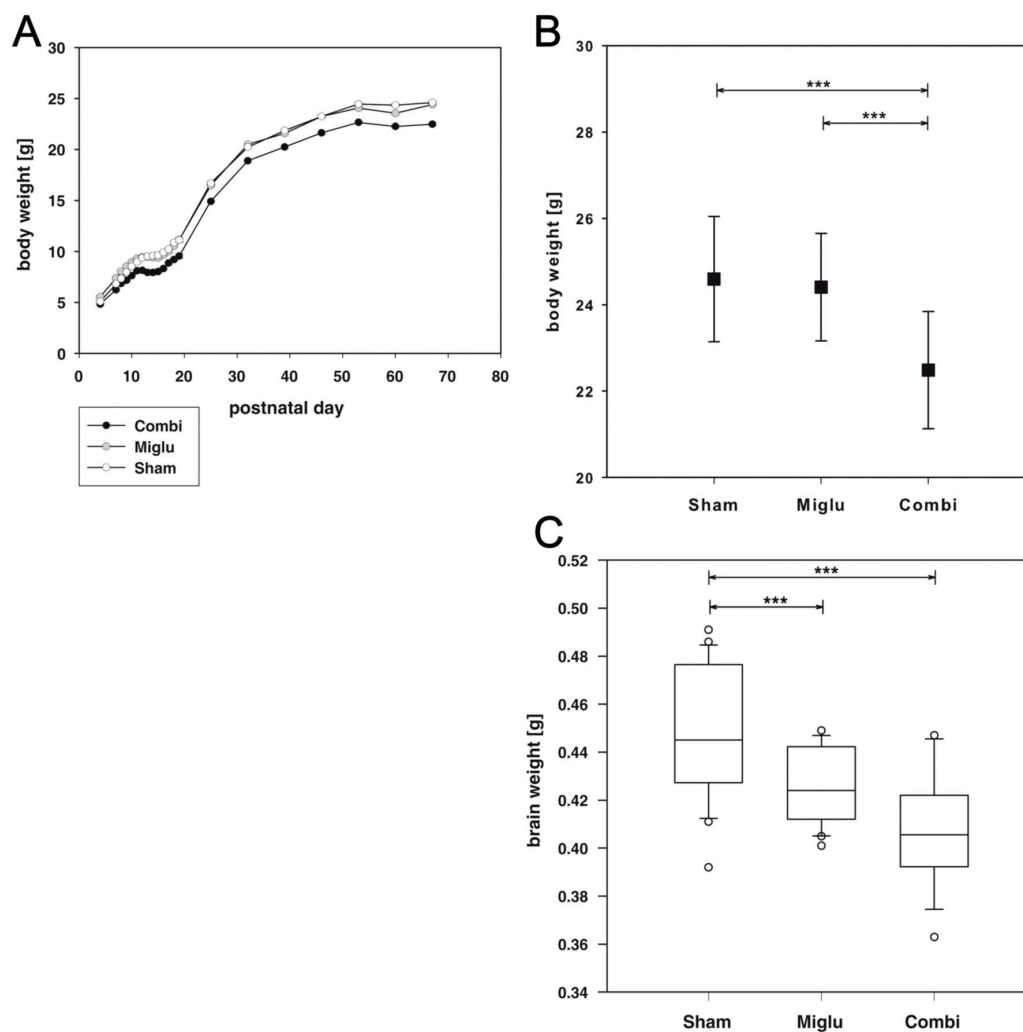 A
30
25
20
15
10
5
0
body weight [g]
0 10 20 30 40 50 60 70 80
postnatal day
Combi
Miglu
Sham
B
30
28
26
24
22
20
body weight [g]
***
***
Sham Miglu Combi
C
0.52
0.50
0.48
0.46
0.44
0.42
0.40
0.38
0.36
0.34
brain weight [g]
***
***
Sham Miglu Combi